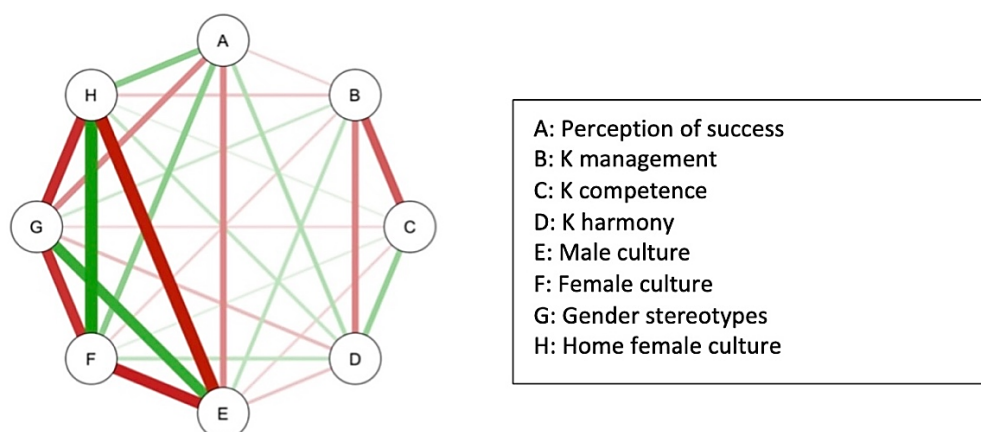 A
H
B
G
C
F
D
E
A: Perception of success
B: K management
C: K competence
D: K harmony
E: Male culture
F: Female culture
G: Gender stereotypes
H: Home female culture